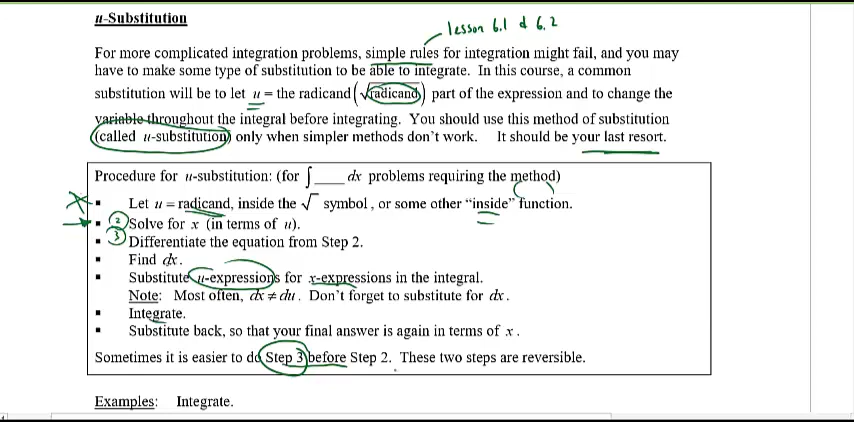 u-Substitution
lesson 6.1 & 6.2
For more complicated integration problems, simple rules for integration might fail, and you may
have to make some type of substitution to be able to integrate. In this course, a common
substitution will be to let u = the radicand (√radicand) part of the expression and to change the
variable throughout the integral before integrating. You should use this method of substitution
(called u-substitution) only when simpler methods don't work. It should be your last resort.
Procedure for u-substitution: (for ∫ ____ dx problems requiring the method)
▪ Let u = radicand, inside the √ symbol, or some other "inside" function.
▪ ② Solve for x (in terms of u).
▪ ③ Differentiate the equation from Step 2.
▪ Find dx.
▪ Substitute u-expressions for x-expressions in the integral.
Note: Most often, dx ≠ du. Don't forget to substitute for dx.
▪ Integrate.
▪ Substitute back, so that your final answer is again in terms of x.
Sometimes it is easier to do Step 3 before Step 2. These two steps are reversible.
Examples: Integrate.